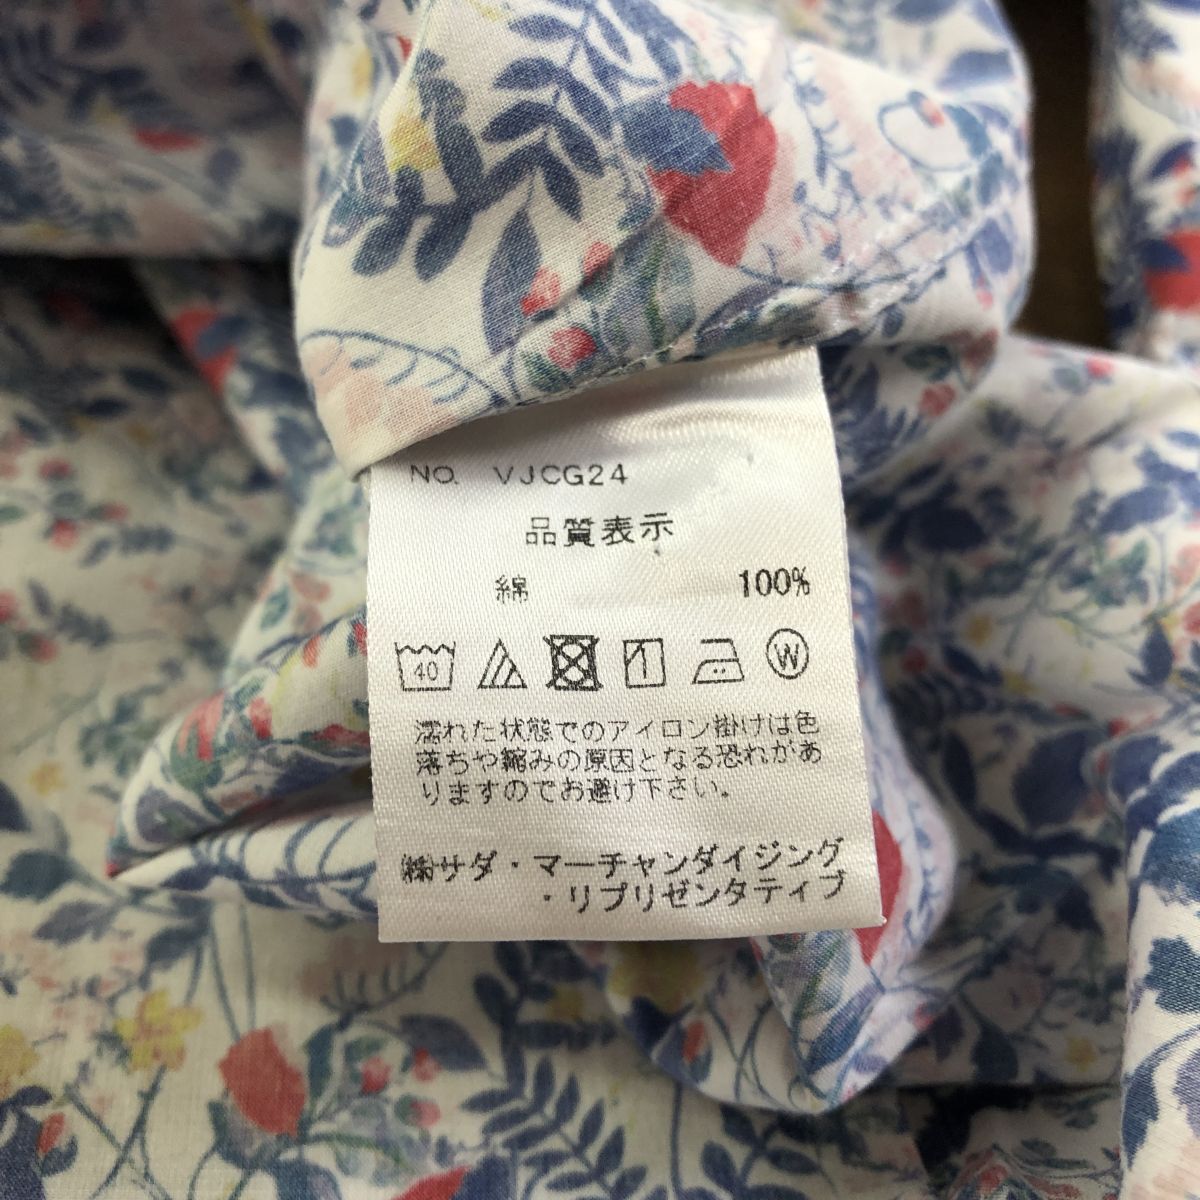 NO. VJCG24
品質表示
綿 100%
40 W
濡れた状態でのアイロン掛けは色
落ちや縮みの原因となる恐れがあ
りますのでお避け下さい。
㈱サダ・マーチャンダイジング
・リプリゼンタティブ